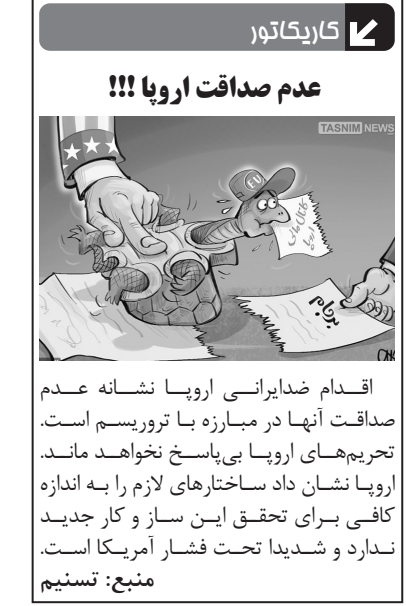 کاریکاتور
عدم صداقت اروپا !!!
TASNIM NEWS
EU
کانال مالی
اروپا
برجام
اقدام ضدایرانی اروپا نشانه عدم
صداقت آنها در مبارزه با تروریسم است.
تحریم‌های اروپا بی‌پاسخ نخواهد ماند.
اروپا نشان داد ساختارهای لازم را به اندازه
کافی برای تحقق این ساز و کار جدید
ندارد و شدیدا تحت فشار آمریکا است.
منبع: تسنیم